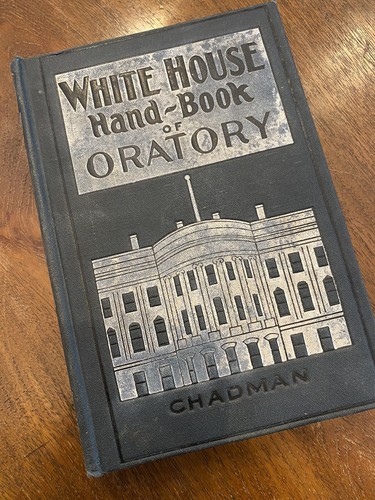 WHITE HOUSE
Hand-Book
OF
ORATORY
CHADMAN